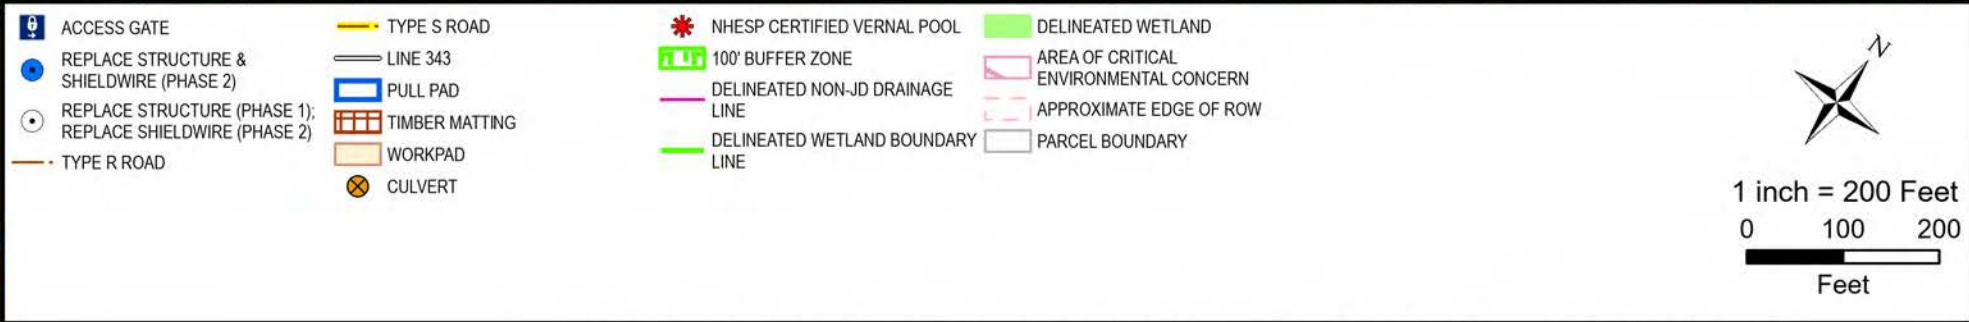 ACCESS GATE
REPLACE STRUCTURE &
SHIELDWIRE (PHASE 2)
REPLACE STRUCTURE (PHASE 1);
REPLACE SHIELDWIRE (PHASE 2)
TYPE R ROAD
TYPE S ROAD
LINE 343
PULL PAD
TIMBER MATTING
WORKPAD
CULVERT
NHESP CERTIFIED VERNAL POOL
100' BUFFER ZONE
DELINEATED NON-JD DRAINAGE
LINE
DELINEATED WETLAND BOUNDARY
LINE
DELINEATED WETLAND
AREA OF CRITICAL
ENVIRONMENTAL CONCERN
APPROXIMATE EDGE OF ROW
PARCEL BOUNDARY
N
1 inch = 200 Feet
0 100 200
Feet